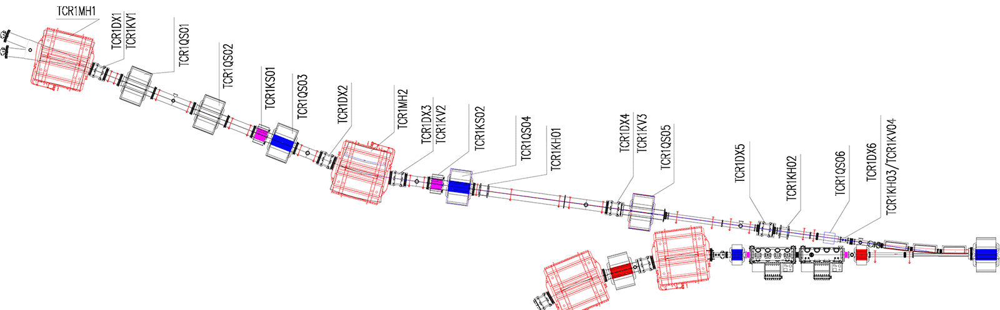 TCR1MH1
TCR1DX1
TCR1KV1
TCR1QS01
TCR1QS02
TCR1KS01
TCR1QS03
TCR1DX2
TCR1MH2
TCR1DX3
TCR1KV2
TCR1KS02
TCR1QS04
TCR1KH01
TCR1DX4
TCR1KV3
TCR1QS05
TCR1DX5
TCR1KH02
TCR1QS06
TCR1DX6
TCR1KH03/TCR1KV04